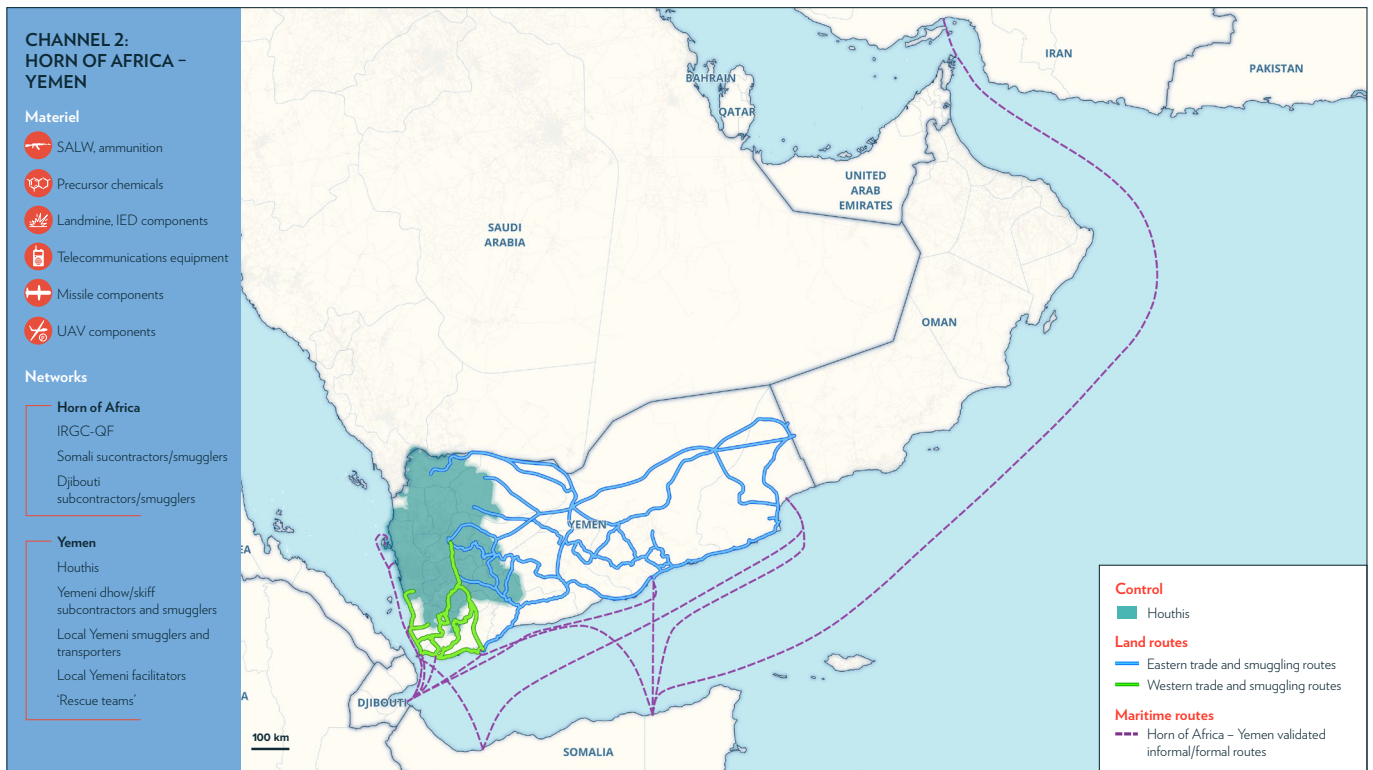 CHANNEL 2:
HORN OF AFRICA –
YEMEN
Materiel
SALW, ammunition
Precursor chemicals
Landmine, IED components
Telecommunications equipment
Missile components
UAV components
Networks
Horn of Africa
IRGC-QF
Somali sucontractors/smugglers
Djibouti
subcontractors/smugglers
Yemen
Houthis
Yemeni dhow/skiff
subcontractors and smugglers
Local Yemeni smugglers and
transporters
Local Yemeni facilitators
‘Rescue teams’
IRAN
PAKISTAN
BAHRAIN
QATAR
UNITED
ARAB
EMIRATES
SAUDI
ARABIA
OMAN
YEMEN
EA
A
DJIBOUTI
SOMALIA
100 km
Control
Houthis
Land routes
Eastern trade and smuggling routes
Western trade and smuggling routes
Maritime routes
Horn of Africa – Yemen validated
informal/formal routes